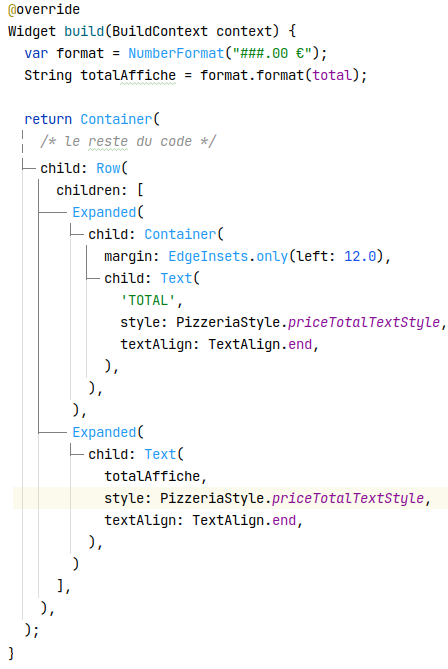 @override
Widget build(BuildContext context) {
  var format = NumberFormat("###.00 €");
  String totalAffiche = format.format(total);

  return Container(
    /* le reste du code */
    child: Row(
      children: [
        Expanded(
          child: Container(
            margin: EdgeInsets.only(left: 12.0),
            child: Text(
              'TOTAL',
              style: PizzeriaStyle.priceTotalTextStyle,
              textAlign: TextAlign.end,
            ),
          ),
        ),
        Expanded(
          child: Text(
            totalAffiche,
            style: PizzeriaStyle.priceTotalTextStyle,
            textAlign: TextAlign.end,
          ),
        )
      ],
    ),
  );
}